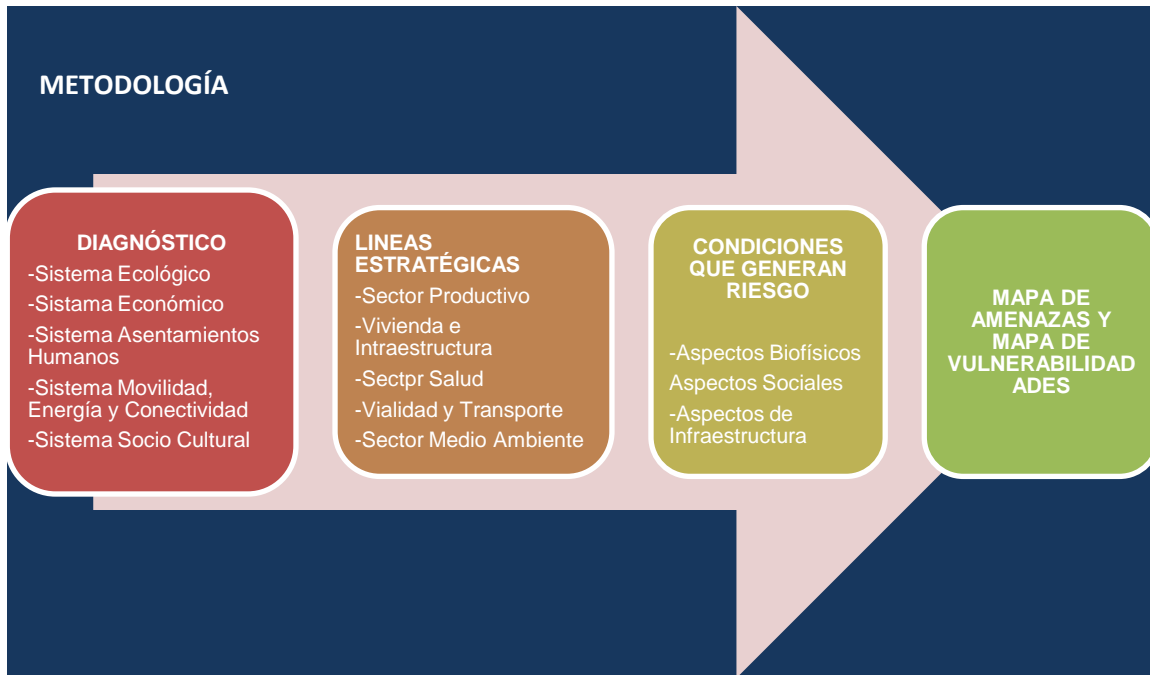 METODOLOGÍA
DIAGNÓSTICO
-Sistema Ecológico
-Sistama Económico
-Sistema Asentamientos
Humanos
-Sistema Movilidad,
Energía y Conectividad
-Sistema Socio Cultural
LINEAS
ESTRATÉGICAS
-Sector Productivo
-Vivienda e
Intraestructura
-Sectpr Salud
-Vialidad y Transporte
-Sector Medio Ambiente
CONDICIONES
QUE GENERAN
RIESGO
-Aspectos Biofísicos
Aspectos Sociales
-Aspectos de
Infraestructura
MAPA DE
AMENAZAS Y
MAPA DE
VULNERABILIDAD
ADES